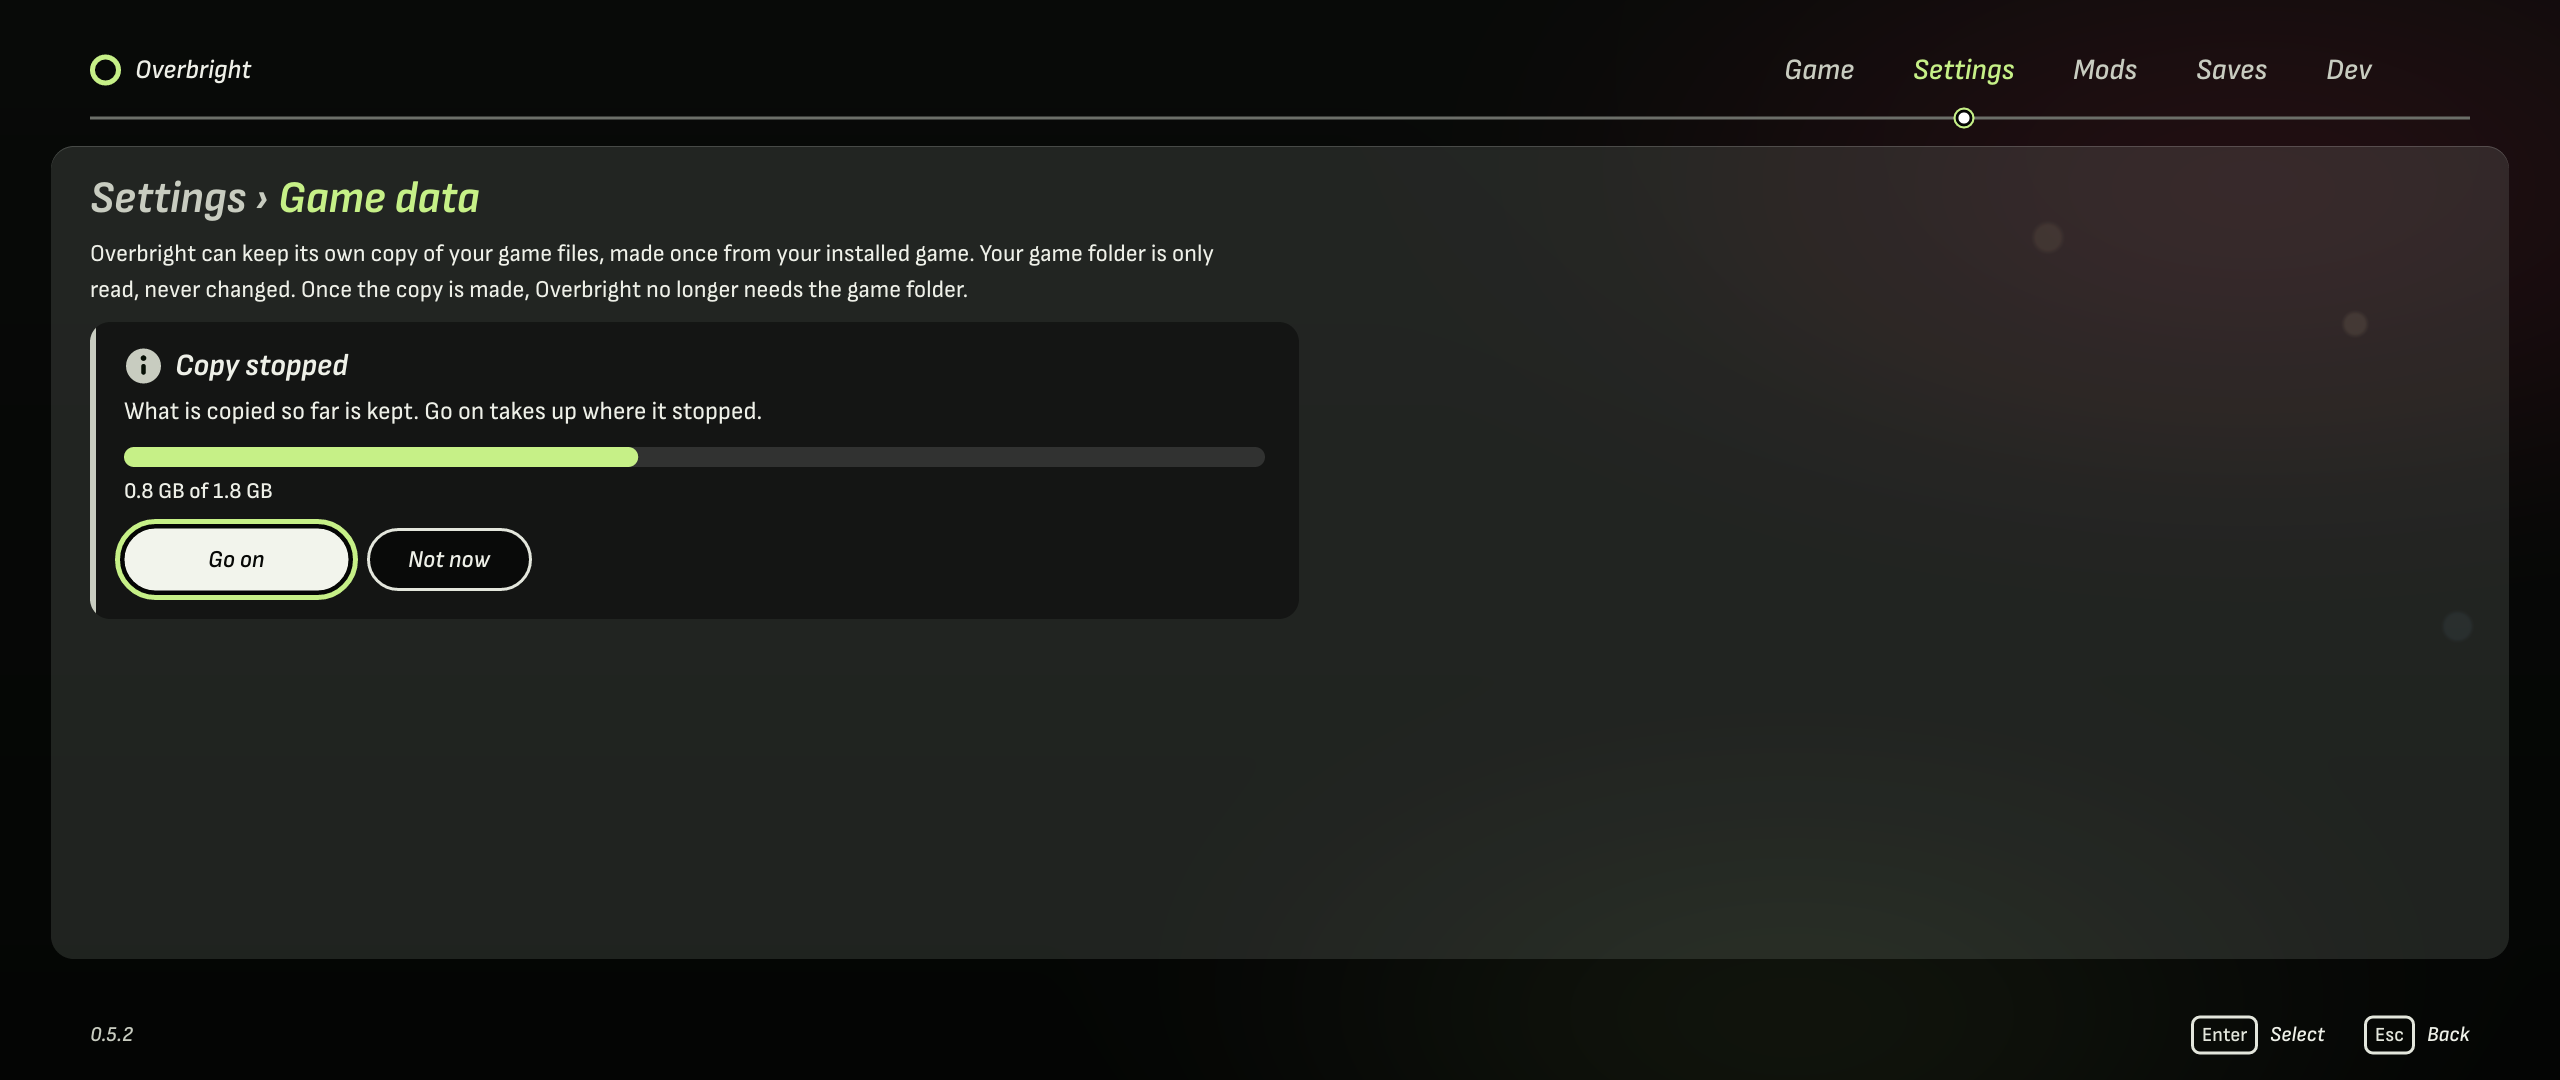 Overbright
Game
Settings
Mods
Saves
Dev
Settings › Game data
Overbright can keep its own copy of your game files, made once from your installed game. Your game folder is only
read, never changed. Once the copy is made, Overbright no longer needs the game folder.
Copy stopped
What is copied so far is kept. Go on takes up where it stopped.
0.8 GB of 1.8 GB
Go on
Not now
0.5.2
Enter Select
Esc Back